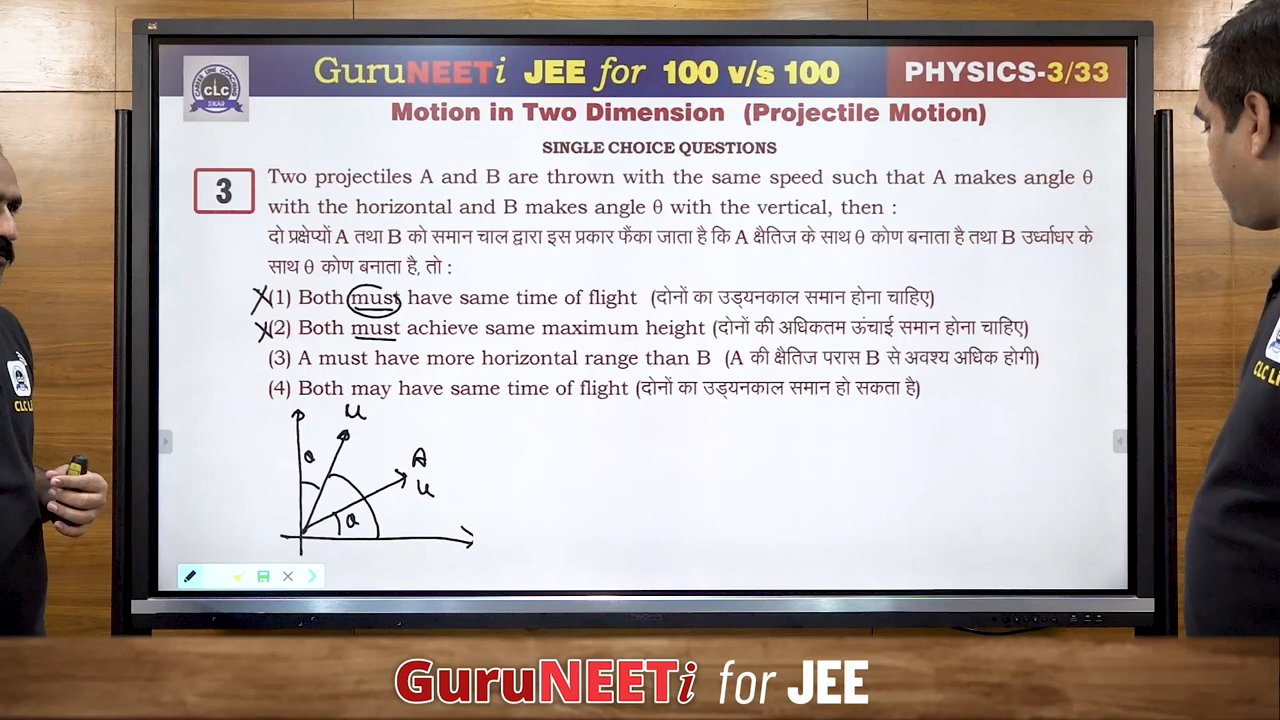 GuruNEETi JEE for 100 v/s 100
PHYSICS-3/33
CLC
SIKAR
Motion in Two Dimension (Projectile Motion)
SINGLE CHOICE QUESTIONS
3
Two projectiles A and B are thrown with the same speed such that A makes angle θ
with the horizontal and B makes angle θ with the vertical, then :
दो प्रक्षेप्यों A तथा B को समान चाल द्वारा इस प्रकार फैंका जाता है कि A क्षैतिज के साथ θ कोण बनाता है तथा B उर्ध्वाधर के
साथ θ कोण बनाता है, तो :
(1) Both must have same time of flight (दोनों का उड्यनकाल समान होना चाहिए)
(2) Both must achieve same maximum height (दोनों की अधिकतम ऊंचाई समान होना चाहिए)
(3) A must have more horizontal range than B (A की क्षैतिज परास B से अवश्य अधिक होगी)
(4) Both may have same time of flight (दोनों का उड्यनकाल समान हो सकता है)
u
A
u
GuruNEETi for JEE